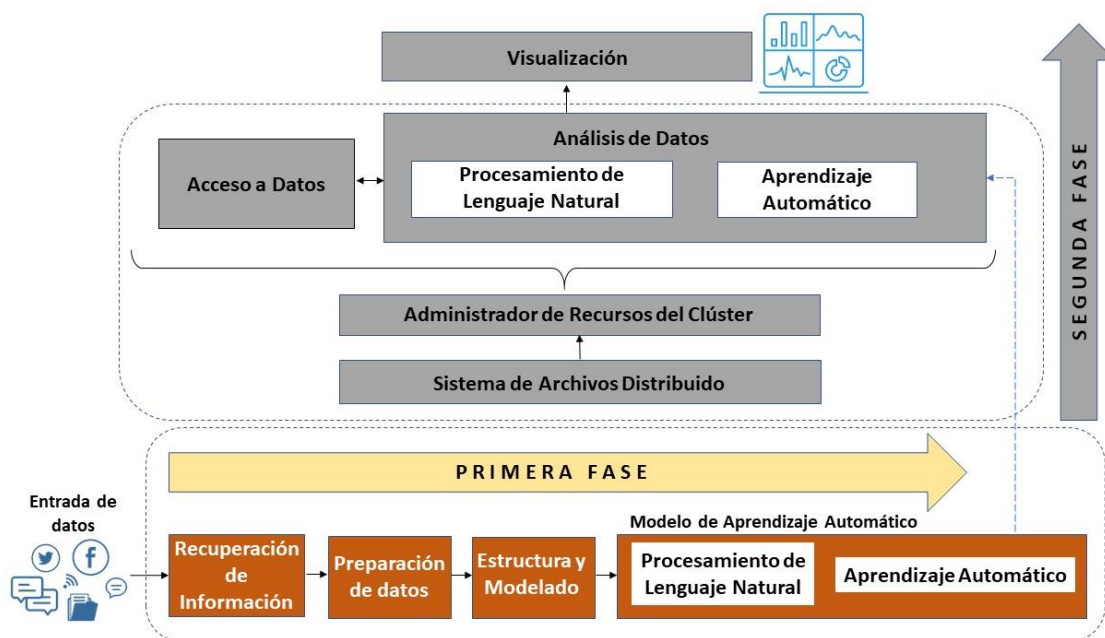 Visualización
Análisis de Datos
Acceso a Datos
Procesamiento de
Lenguaje Natural
Aprendizaje
Automático
Administrador de Recursos del Clúster
Sistema de Archivos Distribuido
SEGUNDA FASE
PRIMERA FASE
Entrada de
datos
Recuperación
de
Información
Preparación
de datos
Estructura y
Modelado
Modelo de Aprendizaje Automático
Procesamiento de
Lenguaje Natural
Aprendizaje Automático